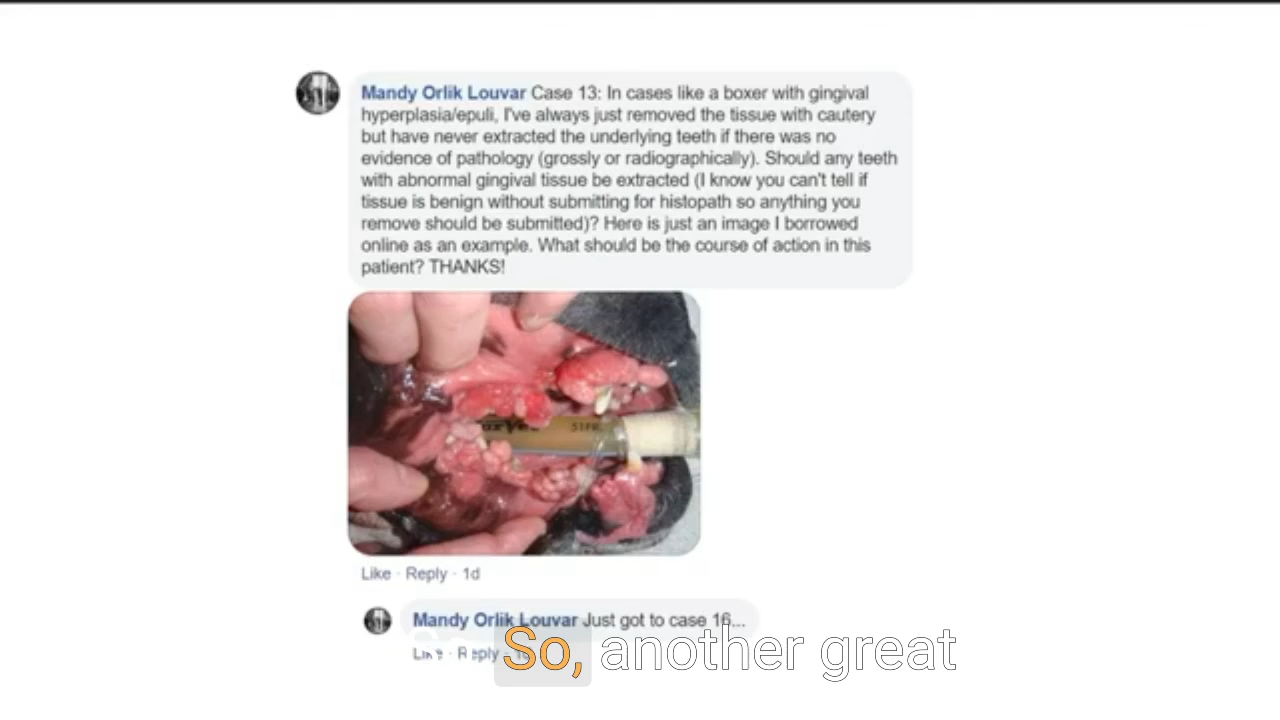 Mandy Orlik Louvar Case 13: In cases like a boxer with gingival
hyperplasia/epuli, I've always just removed the tissue with cautery
but have never extracted the underlying teeth if there was no
evidence of pathology (grossly or radiographically). Should any teeth
with abnormal gingival tissue be extracted (I know you can't tell if
tissue is benign without submitting for histopath so anything you
remove should be submitted)? Here is just an image I borrowed
online as an example. What should be the course of action in this
patient? THANKS!
51FR
Like · Reply · 1d
Mandy Orlik Louvar Just got to case 16...
Like · Reply · 1d
So, another great